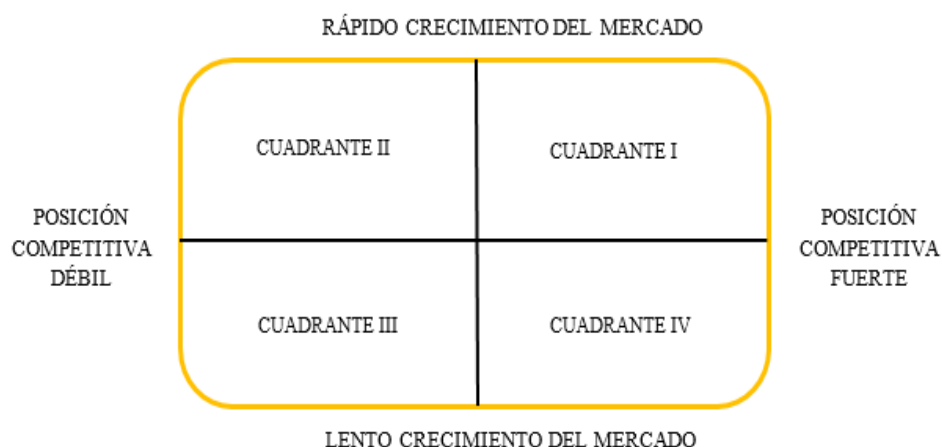 RÁPIDO CRECIMIENTO DEL MERCADO
CUADRANTE II
CUADRANTE I
POSICIÓN
COMPETITIVA
DÉBIL
POSICIÓN
COMPETITIVA
FUERTE
CUADRANTE III
CUADRANTE IV
LENTO CRECIMIENTO DEL MERCADO